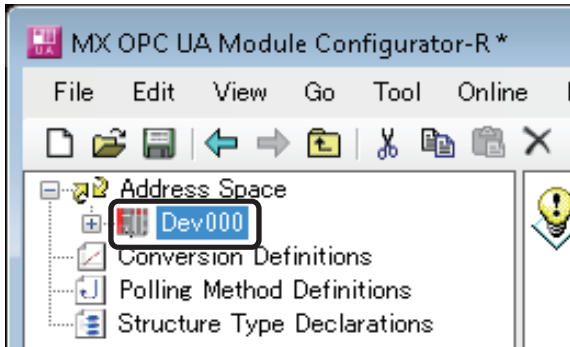 MX OPC UA Module Configurator-R *
File Edit View Go Tool Online
Address Space
Dev000
Conversion Definitions
Polling Method Definitions
Structure Type Declarations